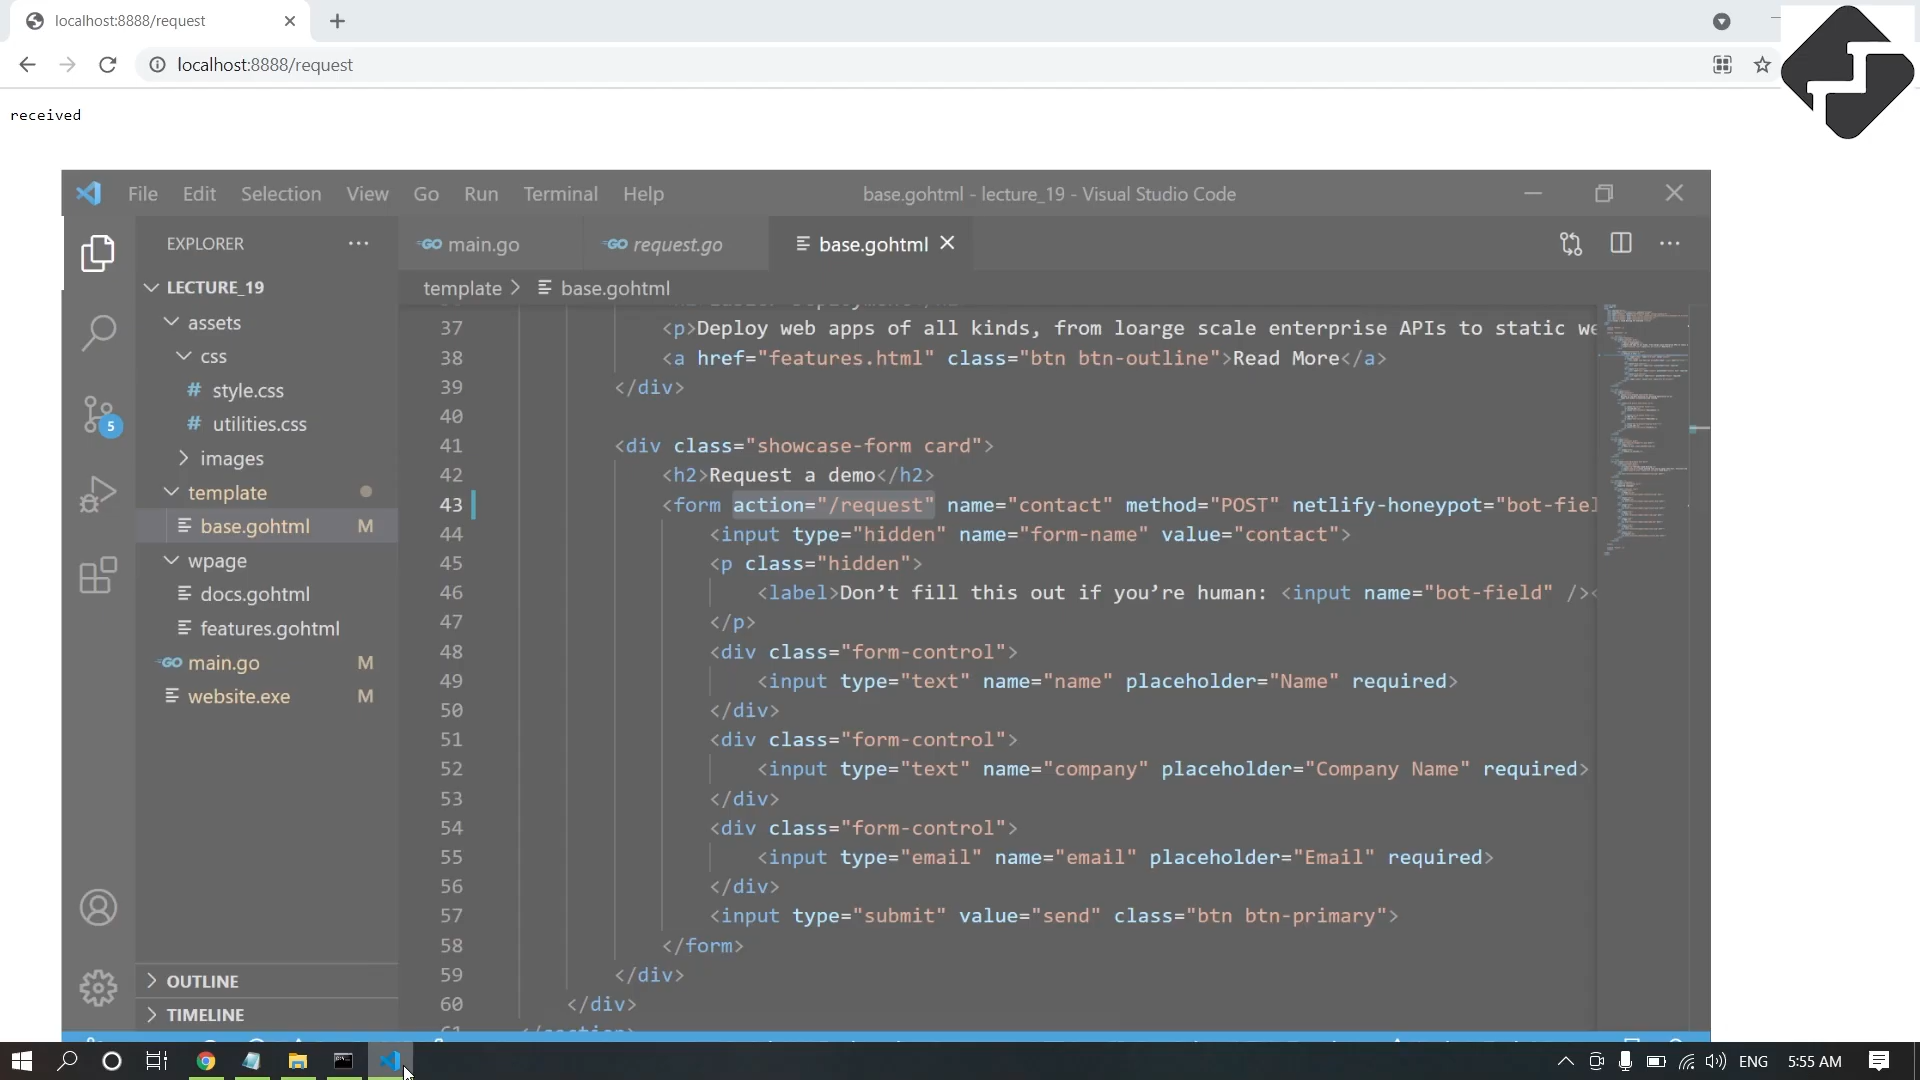 localhost:8888/request
localhost:8888/request
received
File Edit Selection View Go Run Terminal Help base.gohtml - lecture_19 - Visual Studio Code
EXPLORER
main.go
request.go
base.gohtml
LECTURE_19
template > base.gohtml
assets
css
style.css
utilities.css
images
template
base.gohtml M
wpage
docs.gohtml
features.gohtml
main.go M
website.exe M
OUTLINE
TIMELINE
5
37 <p>Deploy web apps of all kinds, from loarge scale enterprise APIs to static we
38 <a href="features.html" class="btn btn-outline">Read More</a>
39 </div>
40
41 <div class="showcase-form card">
42 <h2>Request a demo</h2>
43 <form action="/request" name="contact" method="POST" netlify-honeypot="bot-fiel
44 <input type="hidden" name="form-name" value="contact">
45 <p class="hidden">
46 <label>Don’t fill this out if you’re human: <input name="bot-field" /><
47 </p>
48 <div class="form-control">
49 <input type="text" name="name" placeholder="Name" required>
50 </div>
51 <div class="form-control">
52 <input type="text" name="company" placeholder="Company Name" required>
53 </div>
54 <div class="form-control">
55 <input type="email" name="email" placeholder="Email" required>
56 </div>
57 <input type="submit" value="send" class="btn btn-primary">
58 </form>
59 </div>
60 </div>
61 </section>
ENG 5:55 AM